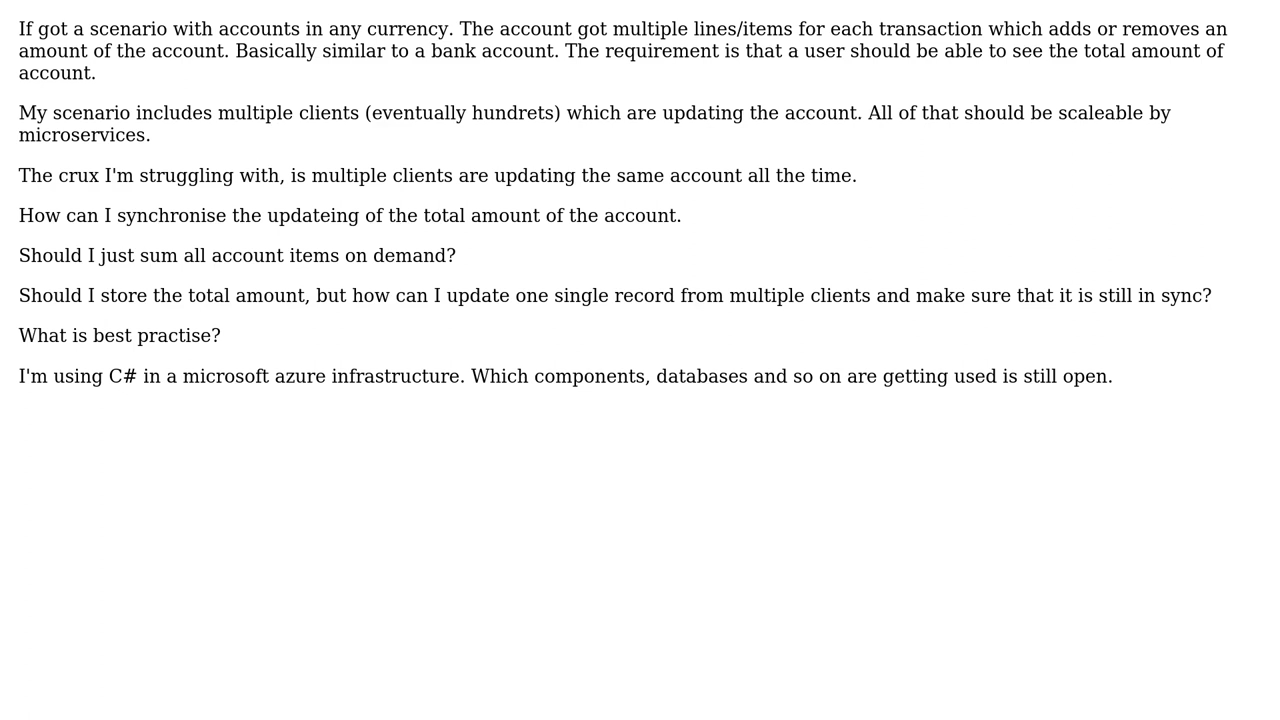 If got a scenario with accounts in any currency. The account got multiple lines/items for each transaction which adds or removes an
amount of the account. Basically similar to a bank account. The requirement is that a user should be able to see the total amount of
account.
My scenario includes multiple clients (eventually hundrets) which are updating the account. All of that should be scaleable by
microservices.
The crux I'm struggling with, is multiple clients are updating the same account all the time.
How can I synchronise the updateing of the total amount of the account.
Should I just sum all account items on demand?
Should I store the total amount, but how can I update one single record from multiple clients and make sure that it is still in sync?
What is best practise?
I'm using C# in a microsoft azure infrastructure. Which components, databases and so on are getting used is still open.